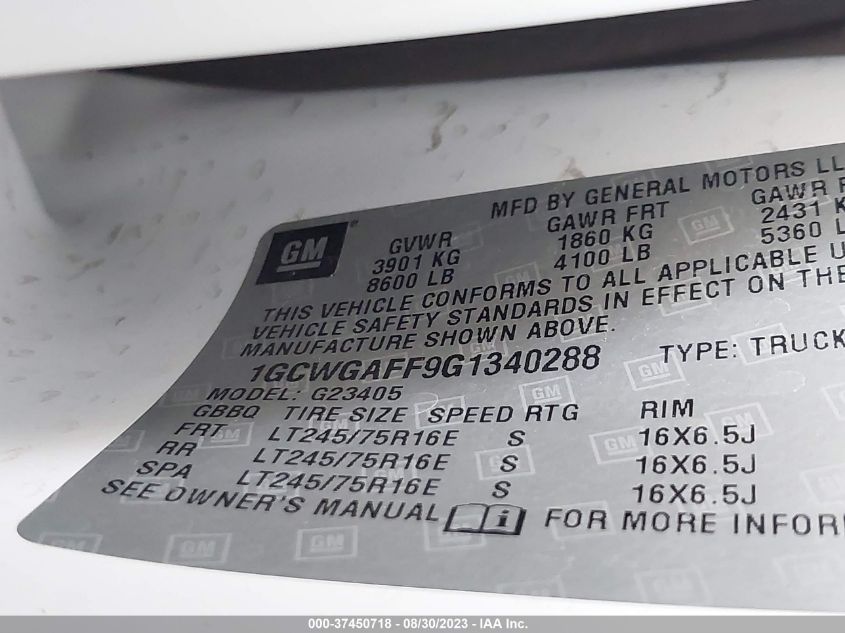 MFD BY GENERAL MOTORS LL
GM®
GVWR GAWR FRT GAWR
3901 KG 1860 KG 2431 K
8600 LB 4100 LB 5360 L
THIS VEHICLE CONFORMS TO ALL APPLICABLE U
VEHICLE SAFETY STANDARDS IN EFFECT ON THE
MANUFACTURE SHOWN ABOVE.
1GCWGAFF9G1340288 TYPE: TRUCK
MODEL: G23405
GBBQ TIRE SIZE SPEED RTG RIM
FRT LT245/75R16E S 16X6.5J
RR LT245/75R16E S 16X6.5J
SPA LT245/75R16E S 16X6.5J
SEE OWNER'S MANUAL i FOR MORE INFOR
000-37450718 - 08/30/2023 - IAA Inc.